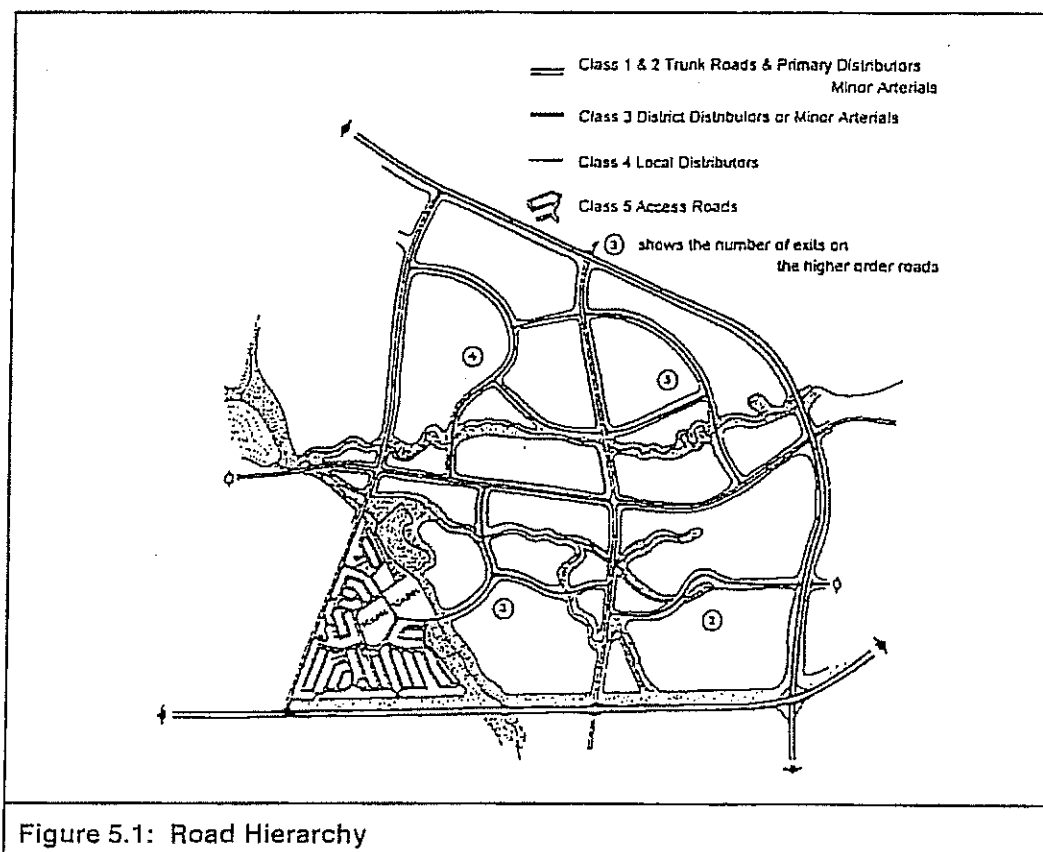 Class 1 & 2 Trunk Roads & Primary Distributors
Minor Arterials
Class 3 District Distributors or Minor Arterials
Class 4 Local Distributors
Class 5 Access Roads
3 shows the number of exits on
the higher order roads
4
3
2
Figure 5.1: Road Hierarchy